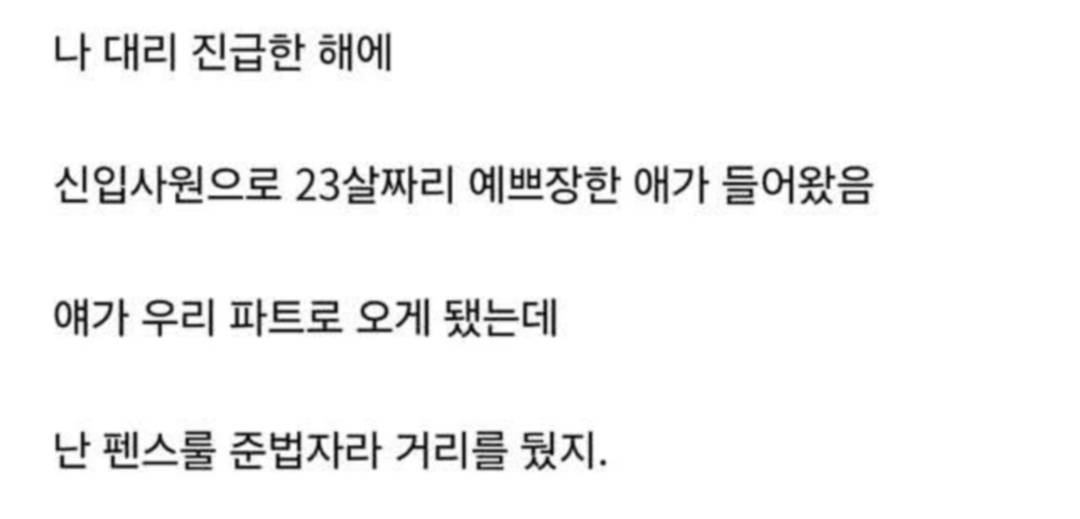 나 대리 진급한 해에
신입사원으로 23살짜리 예쁘장한 애가 들어왔음
얘가 우리 파트로 오게 됐는데
난 펜스룰 준법자라 거리를 뒀지.